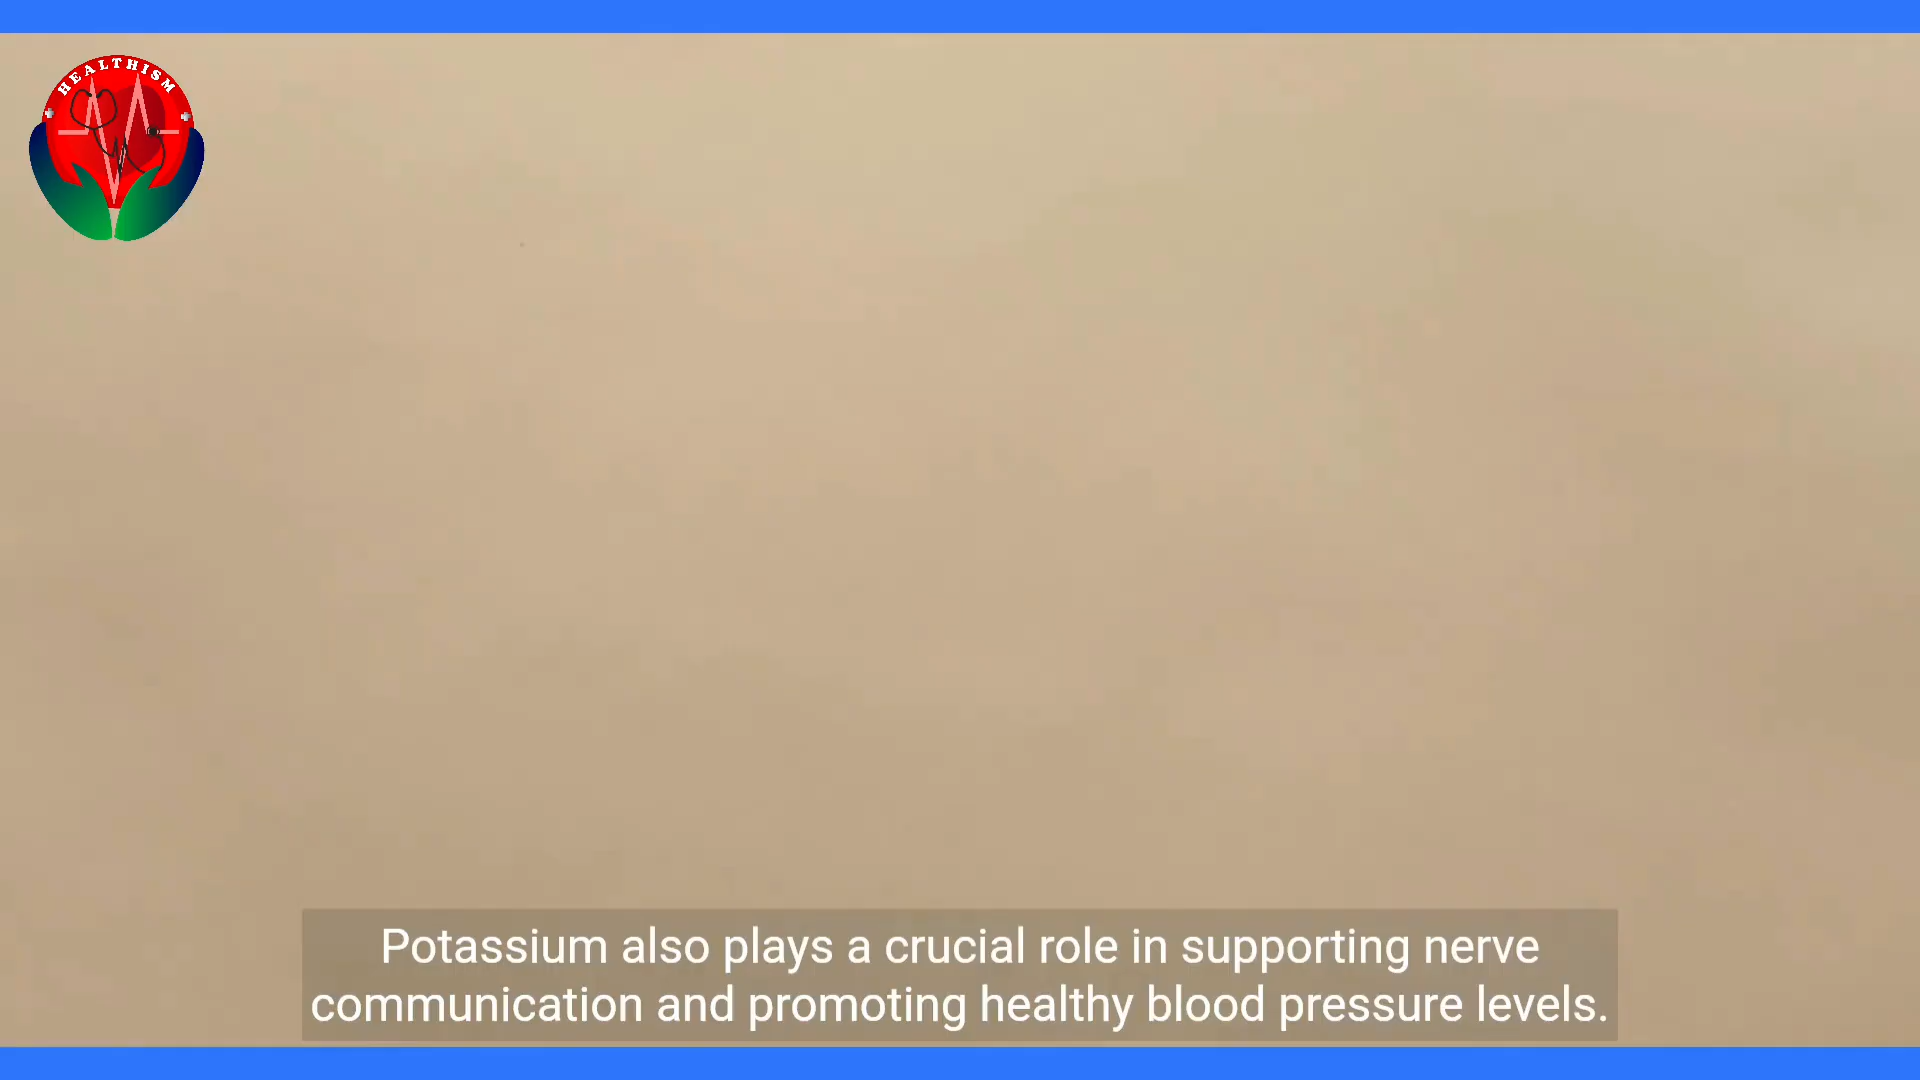 HEALTHISM
Potassium also plays a crucial role in supporting nerve
communication and promoting healthy blood pressure levels.